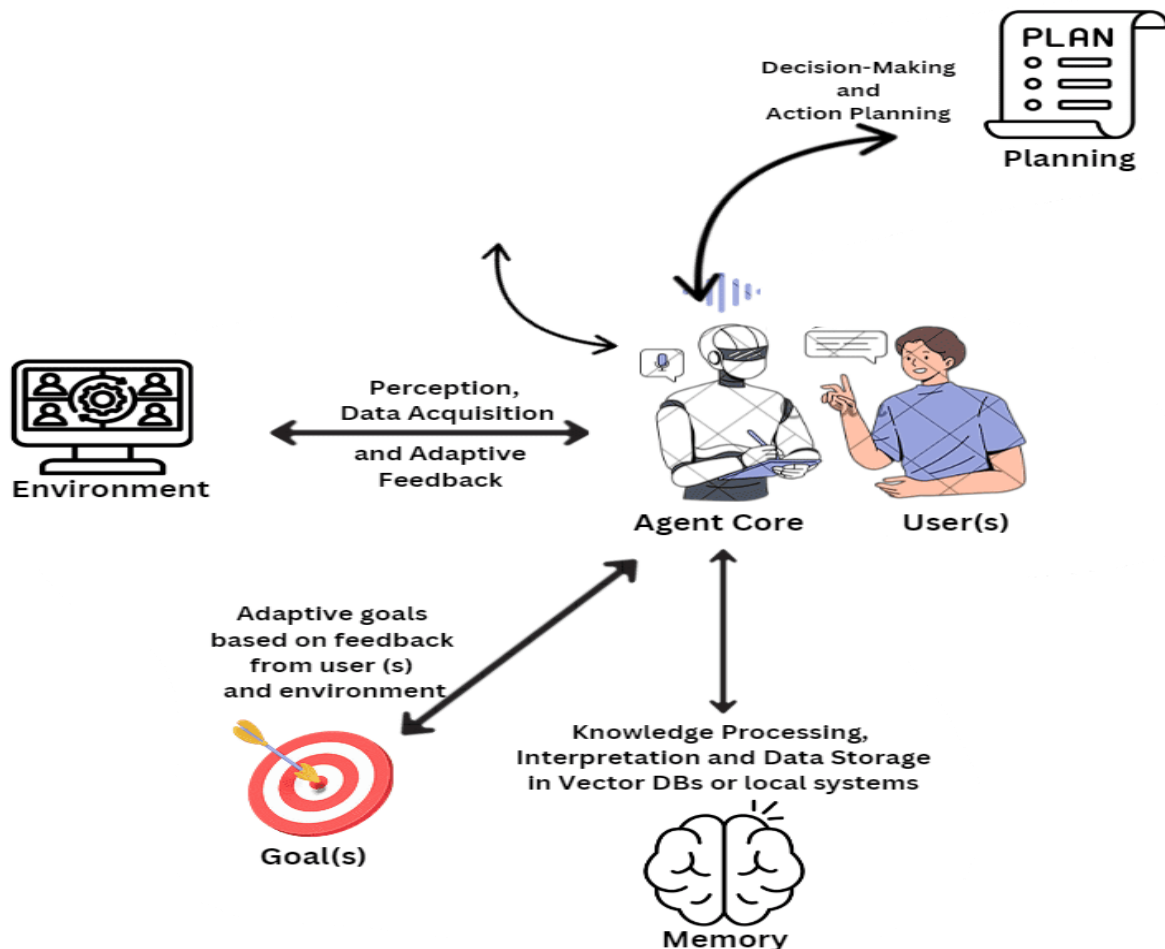 PLAN
Decision-Making
and
Action Planning
Planning
Perception,
Data Acquisition
and Adaptive
Feedback
Environment
Agent Core
User(s)
Adaptive goals
based on feedback
from user (s)
and environment
Goal(s)
Knowledge Processing,
Interpretation and Data Storage
in Vector DBs or local systems
Memory